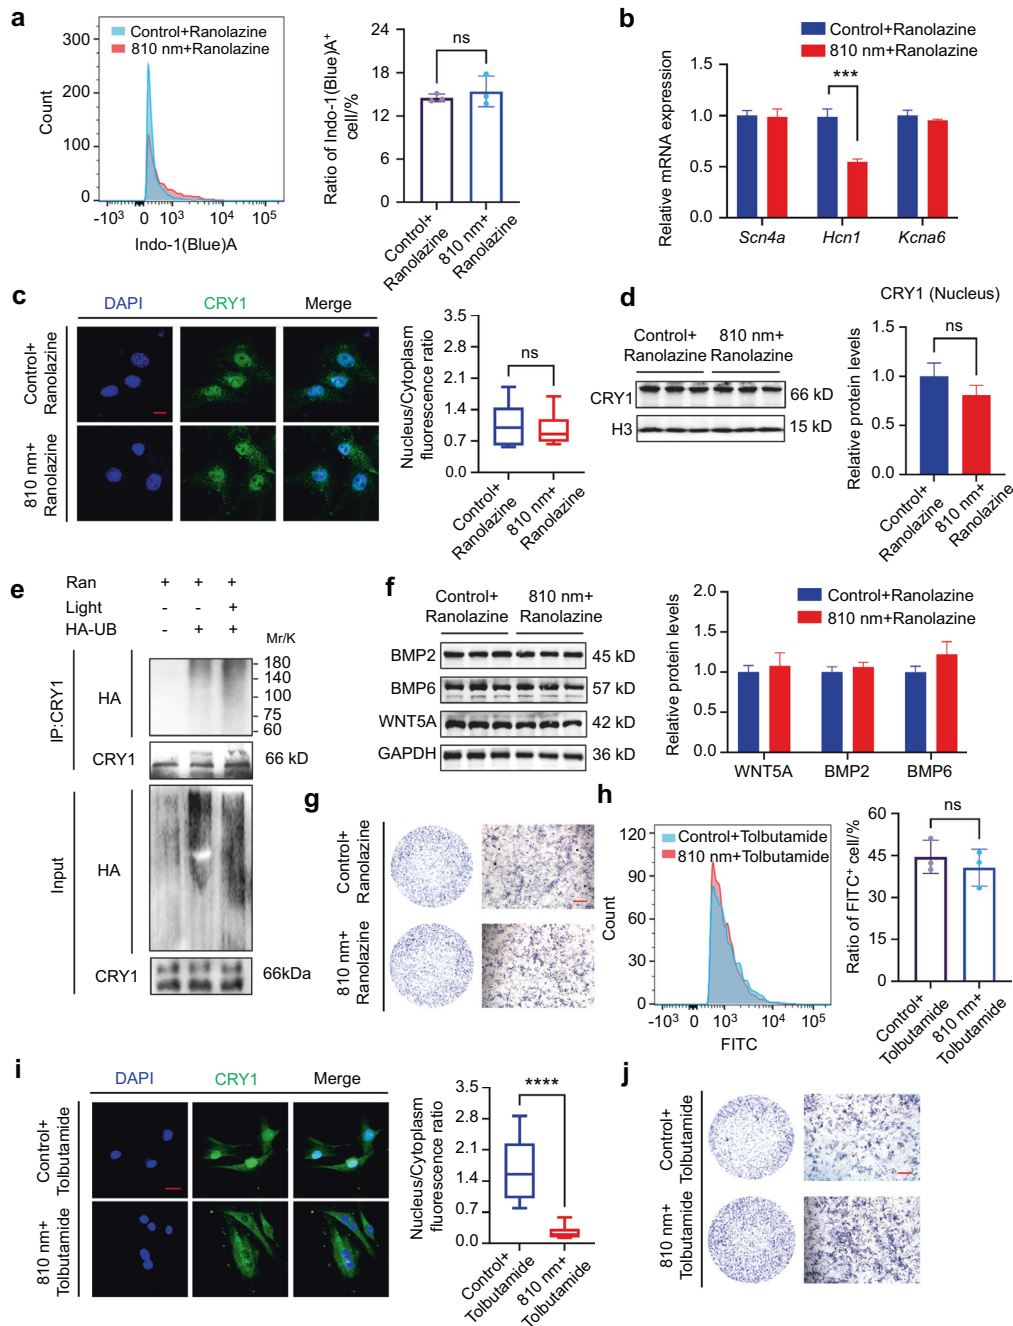 a
Control+Ranolazine
810 nm+Ranolazine
Count
300
200
100
0
-10³ 0 10³ 10⁴ 10⁵
Indo-1(Blue)A
Ratio of Indo-1(Blue)A⁺
cell/%
24
18
12
6
0
ns
Control+
Ranolazine
810 nm+
Ranolazine
b
Control+Ranolazine
810 nm+Ranolazine
Relative mRNA expression
1.5
1.0
0.5
0.0
***
Scn4a Hcn1 Kcna6
c
DAPI CRY1 Merge
Control+
Ranolazine
810 nm+
Ranolazine
Nucleus/Cytoplasm
fluorescence ratio
3.5
2.8
2.1
1.4
0.7
0.0
ns
Control+
Ranolazine
810 nm+
Ranolazine
d
Control+
Ranolazine
810 nm+
Ranolazine
CRY1 66 kD
H3 15 kD
CRY1 (Nucleus)
Relative protein levels
1.5
1.0
0.5
0.0
ns
Control+
Ranolazine
810 nm+
Ranolazine
e
Ran + + +
Light - - +
HA-UB - + +
Mr/K
IP:CRY1
HA
180
140
100
75
60
CRY1 66 kD
Input
HA
CRY1 66kDa
f
Control+
Ranolazine
810 nm+
Ranolazine
BMP2 45 kD
BMP6 57 kD
WNT5A 42 kD
GAPDH 36 kD
Relative protein levels
2.0
1.5
1.0
0.5
0.0
Control+Ranolazine
810 nm+Ranolazine
WNT5A BMP2 BMP6
g
Control+
Ranolazine
810 nm+
Ranolazine
h
Control+Tolbutamide
810 nm+Tolbutamide
Count
120
90
60
30
0
-10³ 0 10³ 10⁴ 10⁵
FITC
Ratio of FITC⁺ cell/%
60
45
30
15
0
ns
Control+
Tolbutamide
810 nm+
Tolbutamide
i
DAPI CRY1 Merge
Control+
Tolbutamide
810 nm+
Tolbutamide
Nucleus/Cytoplasm
fluorescence ratio
3.5
2.8
2.1
1.4
0.7
0.0
****
Control+
Tolbutamide
810 nm+
Tolbutamide
j
Control+
Tolbutamide
810 nm+
Tolbutamide